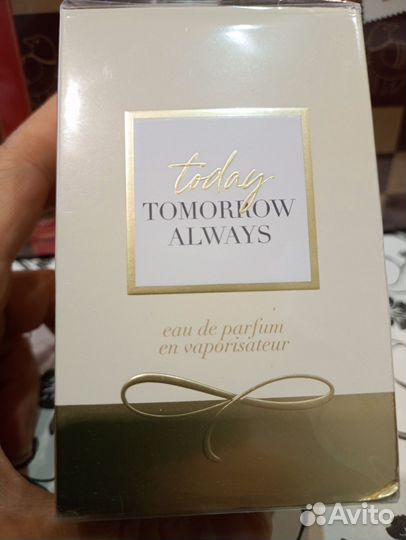 today
TOMORROW
ALWAYS
eau de parfum
en vaporisateur
Avito